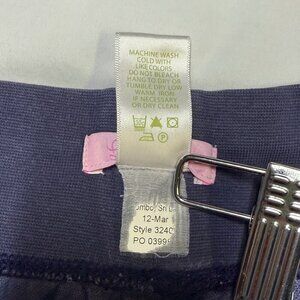 MACHINE WASH
COLD WITH
LIKE COLORS
DO NOT BLEACH
HANG TO DRY OR
TUMBLE DRY LOW
WARM IRON
IF NECESSARY
OR DRY CLEAN
P
12-Mar
Style 3240
PO 0399